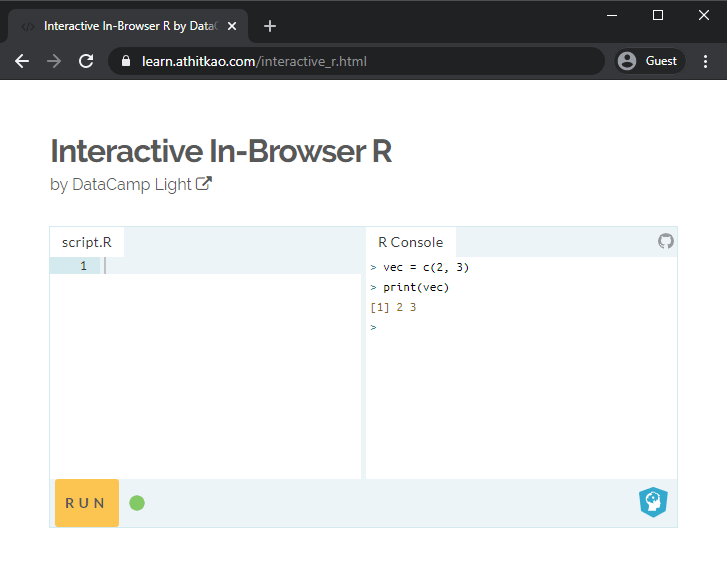 Interactive In-Browser R by DataC
learn.athitkao.com/interactive_r.html
Guest
Interactive In-Browser R
by DataCamp Light
script.R
1
R Console
> vec = c(2, 3)
> print(vec)
[1] 2 3
>
RUN